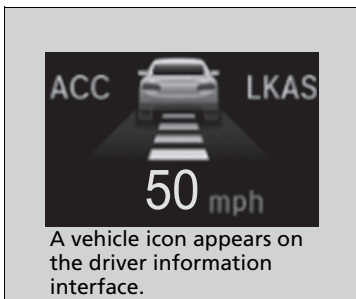 ACC LKAS
50 mph
A vehicle icon appears on
the driver information
interface.